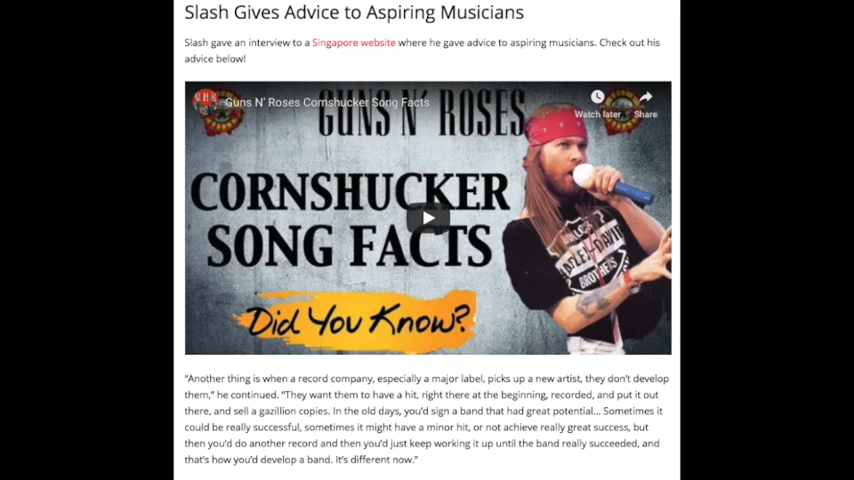 Slash Gives Advice to Aspiring Musicians
Slash gave an interview to a Singapore website where he gave advice to aspiring musicians. Check out his
advice below!
Guns N' Roses Cornshucker Song Facts
GUNS N' ROSES
Watch later
Share
CORNSHUCKER
SONG FACTS
HARLEY-DAVIDSON
BROTHERS
Did You Know?
"Another thing is when a record company, especially a major label, picks up a new artist, they don't develop
them," he continued. "They want them to have a hit, right there at the beginning, recorded, and put it out
there, and sell a gazillion copies. In the old days, you'd sign a band that had great potential... Sometimes it
could be really successful, sometimes it might have a minor hit, or not achieve really great success, but
then you'd do another record and then you'd just keep working it up until the band really succeeded, and
that's how you'd develop a band. It's different now."